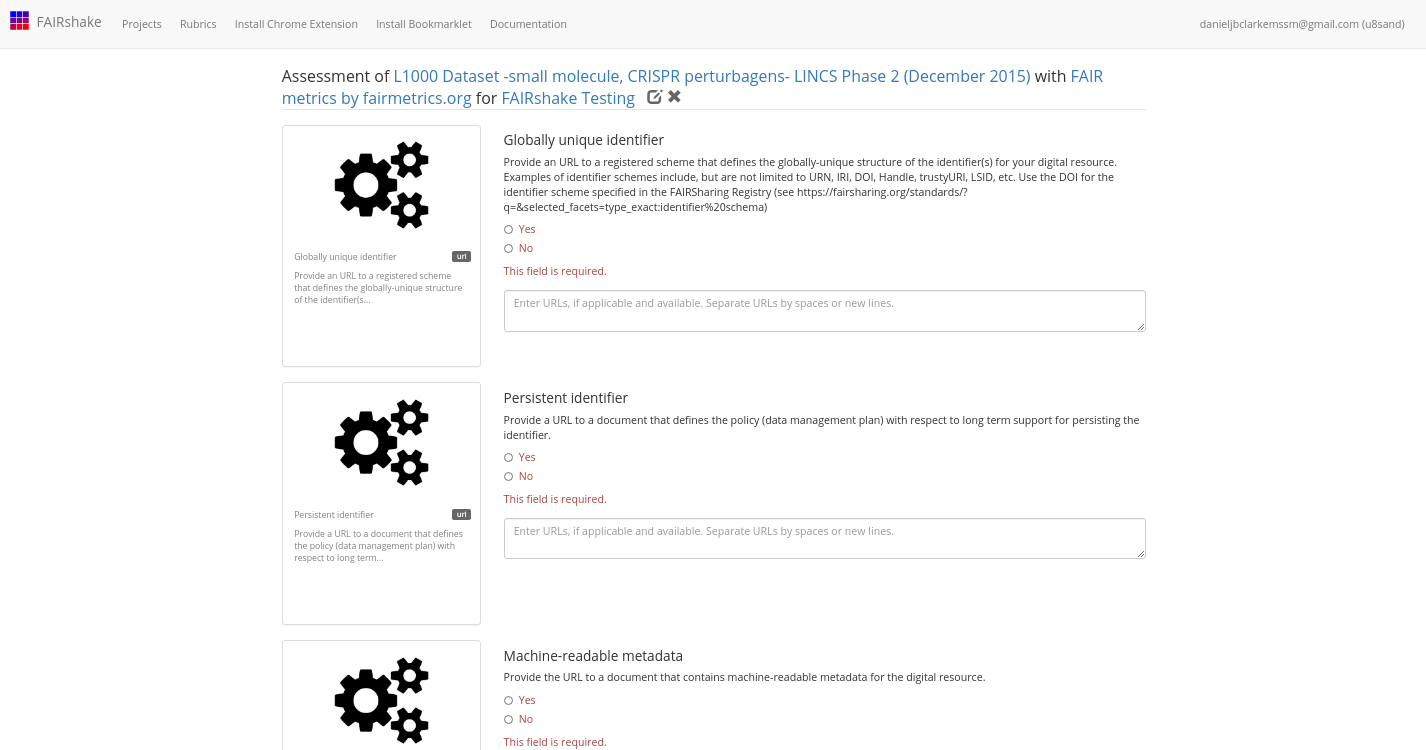 FAIRshake
Projects
Rubrics
Install Chrome Extension
Install Bookmarklet
Documentation
danieljbclarkemssm@gmail.com (u8sand)
Assessment of L1000 Dataset -small molecule, CRISPR perturbagens- LINCS Phase 2 (December 2015) with FAIR
metrics by fairmetrics.org for FAIRshake Testing
Globally unique identifier
url
Provide an URL to a registered scheme
that defines the globally-unique structure
of the identifier(s...
Globally unique identifier
Provide an URL to a registered scheme that defines the globally-unique structure of the identifier(s) for your digital resource.
Examples of identifier schemes include, but are not limited to URN, IRI, DOI, Handle, trustyURI, LSID, etc. Use the DOI for the
identifier scheme specified in the FAIRSharing Registry (see https://fairsharing.org/standards/?
q=&selected_facets=type_exact:identifier%20schema)
Yes
No
This field is required.
Enter URLs, if applicable and available. Separate URLs by spaces or new lines.
Persistent identifier
url
Provide a URL to a document that defines
the policy (data management plan) with
respect to long term...
Persistent identifier
Provide a URL to a document that defines the policy (data management plan) with respect to long term support for persisting the
identifier.
Yes
No
This field is required.
Enter URLs, if applicable and available. Separate URLs by spaces or new lines.
Machine-readable metadata
Provide the URL to a document that contains machine-readable metadata for the digital resource.
Yes
No
This field is required.